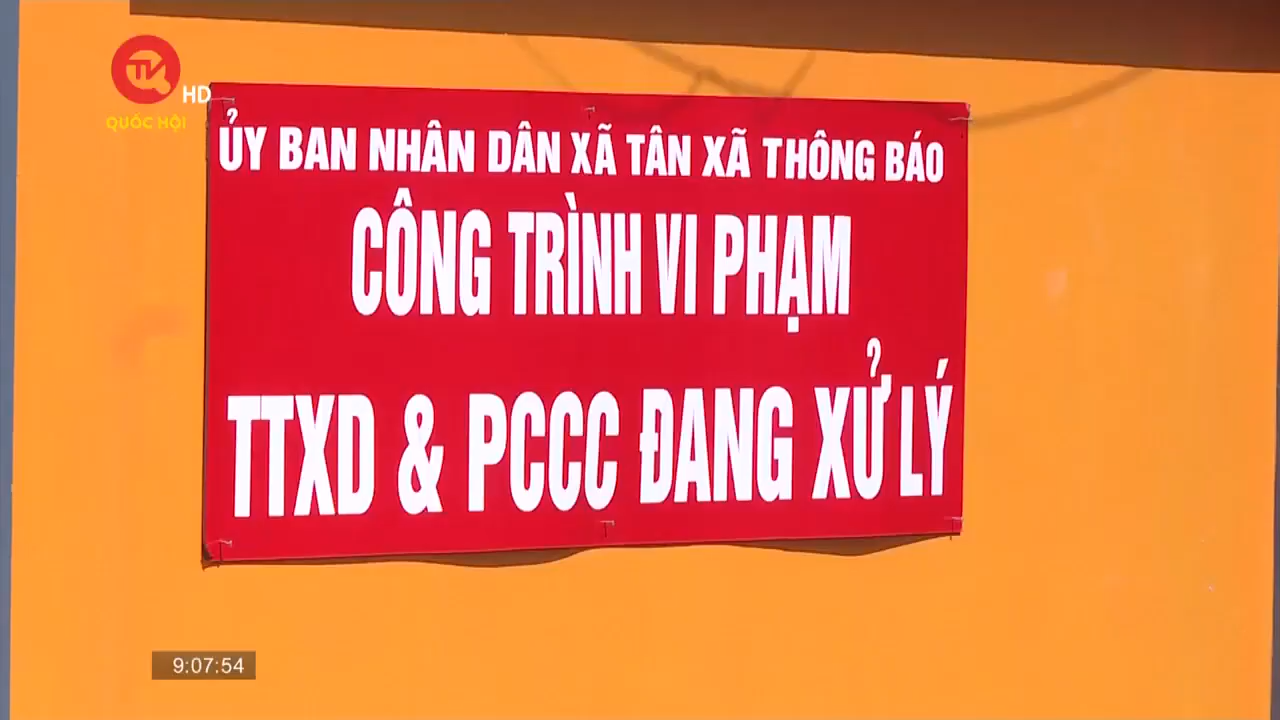 TV HD
QUỐC HỘI
ỦY BAN NHÂN DÂN XÃ TÂN XÃ THÔNG BÁO
CÔNG TRÌNH VI PHẠM
TTXD & PCCC ĐANG XỬ LÝ
9:07:54